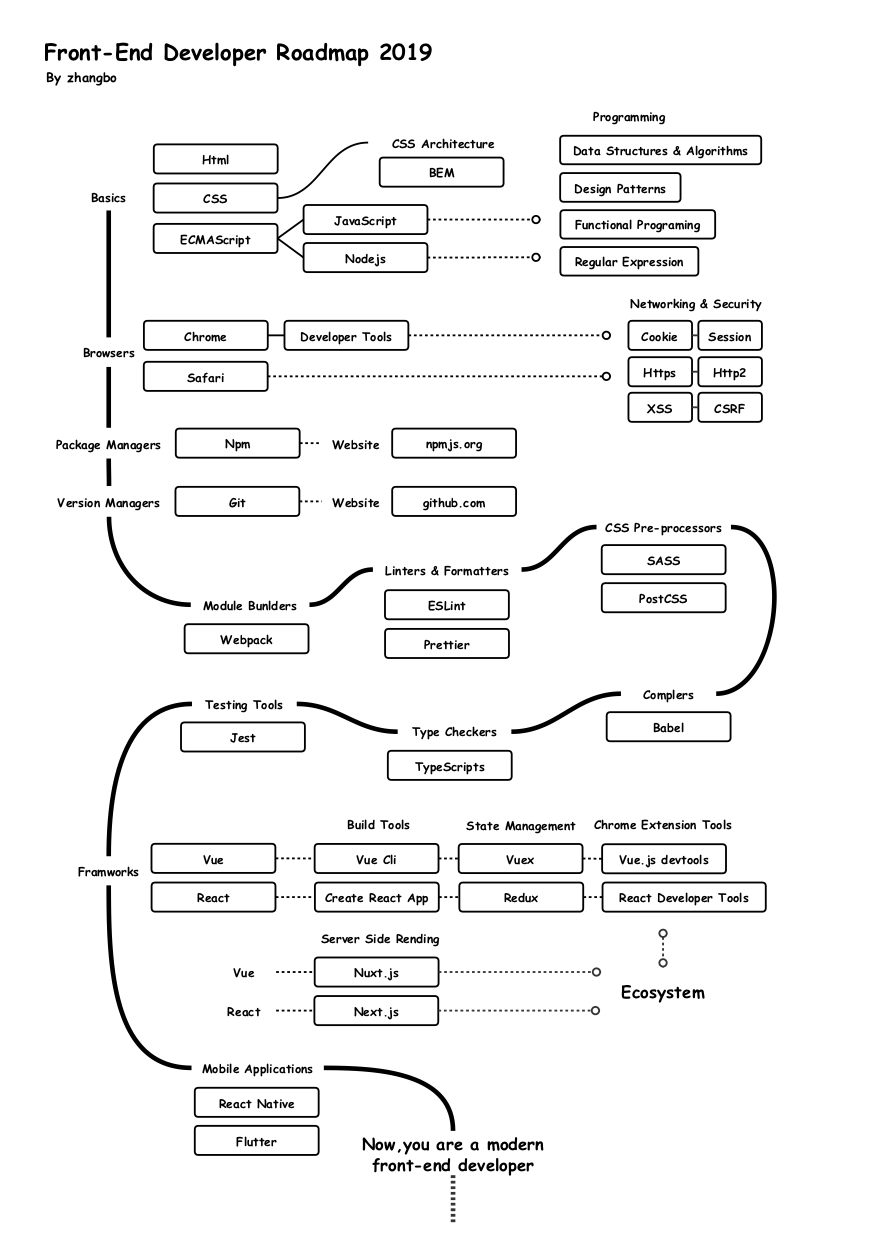 Front-End Developer Roadmap 2019
By zhangbo
Programming
CSS Architecture
Html
Data Structures & Algorithms
BEM
Design Patterns
Basics
CSS
JavaScript
Functional Programing
ECMAScript
Nodejs
Regular Expression
Networking & Security
Chrome
Developer Tools
Cookie
Session
Browsers
Safari
Https
Http2
XSS
CSRF
Package Managers
Npm
Website
npmjs.org
Version Managers
Git
Website
github.com
CSS Pre-processors
SASS
Linters & Formatters
PostCSS
Module Bunlders
ESLint
Webpack
Prettier
Complers
Testing Tools
Babel
Type Checkers
Jest
TypeScripts
Build Tools
State Management
Chrome Extension Tools
Framworks
Vue
Vue Cli
Vuex
Vue.js devtools
React
Create React App
Redux
React Developer Tools
Server Side Rending
Vue
Nuxt.js
Ecosystem
React
Next.js
Mobile Applications
React Native
Flutter
Now,you are a modern
front-end developer